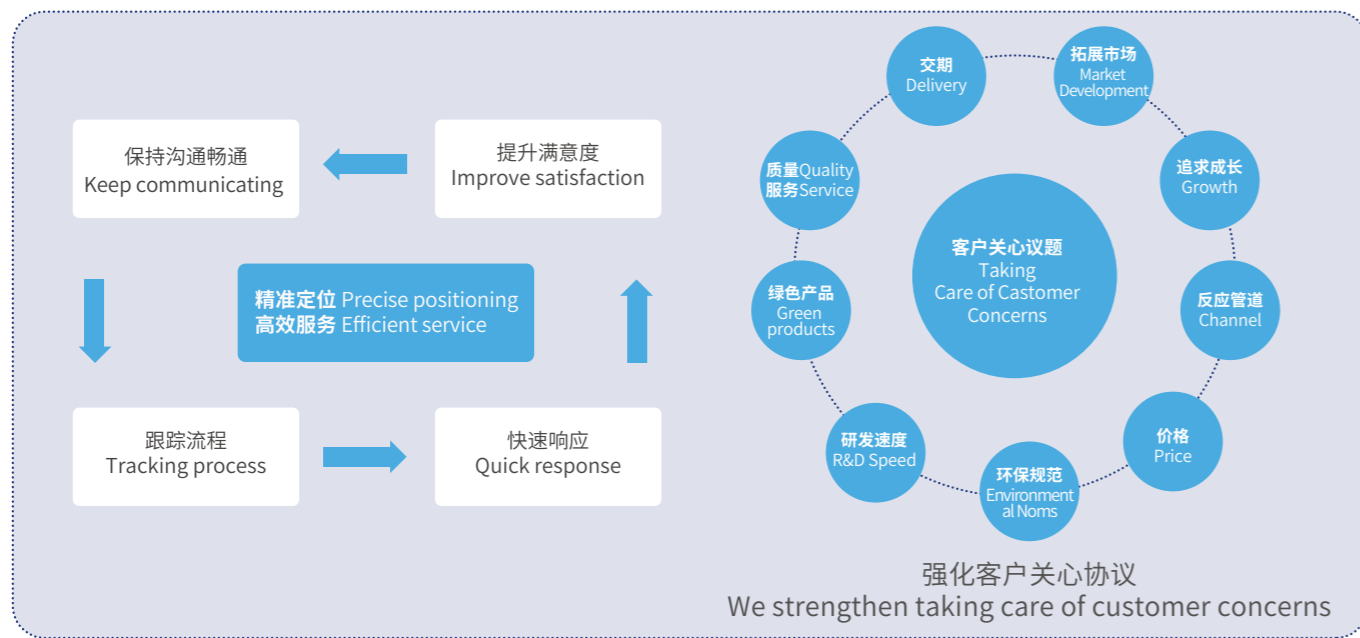 保持沟通畅通
Keep communicating
提升满意度
Improve satisfaction
精准定位 Precise positioning
高效服务 Efficient service
跟踪流程
Tracking process
快速响应
Quick response
交期
Delivery
拓展市场
Market
Development
质量Quality
服务Service
追求成长
Growth
客户关心议题
Taking
Care of Castomer
Concerns
绿色产品
Green
products
反应管道
Channel
研发速度
R&D Speed
价格
Price
环保规范
Environment
al Noms
强化客户关心协议
We strengthen taking care of customer concerns